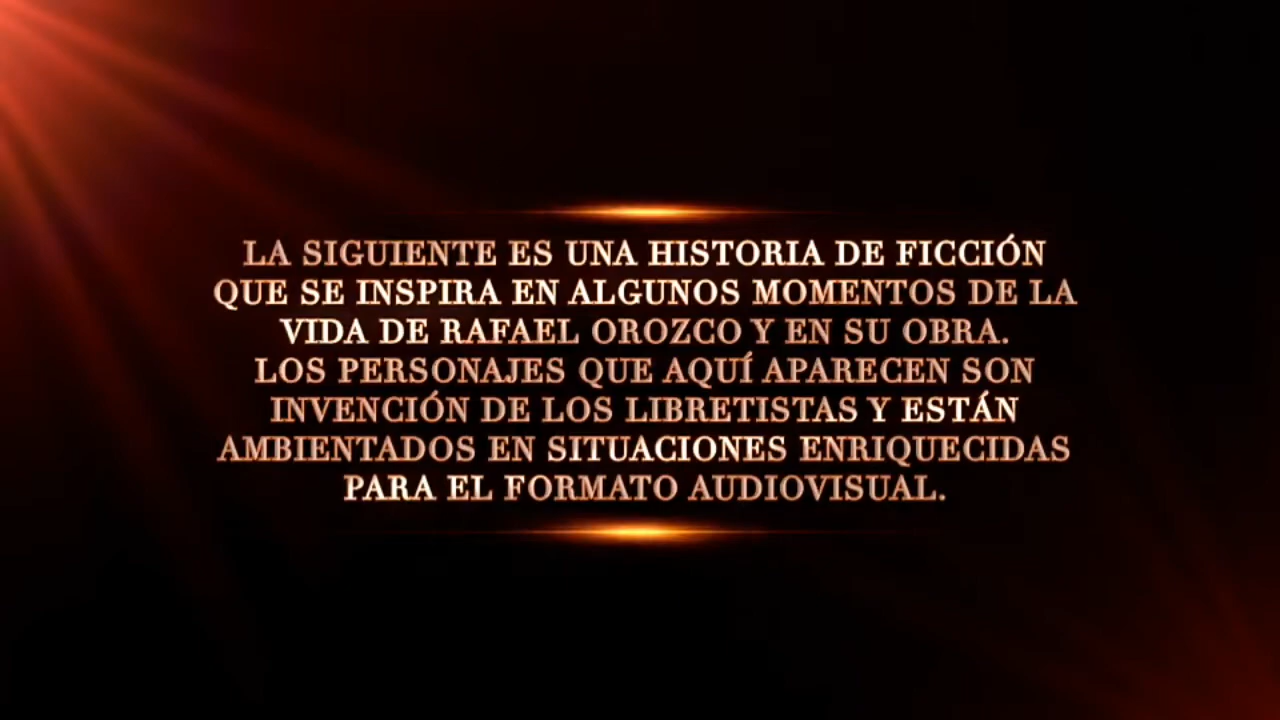 LA SIGUIENTE ES UNA HISTORIA DE FICCIÓN
QUE SE INSPIRA EN ALGUNOS MOMENTOS DE LA
VIDA DE RAFAEL OROZCO Y EN SU OBRA.
LOS PERSONAJES QUE AQUÍ APARECEN SON
INVENCIÓN DE LOS LIBRETISTAS Y ESTÁN
AMBIENTADOS EN SITUACIONES ENRIQUECIDAS
PARA EL FORMATO AUDIOVISUAL.